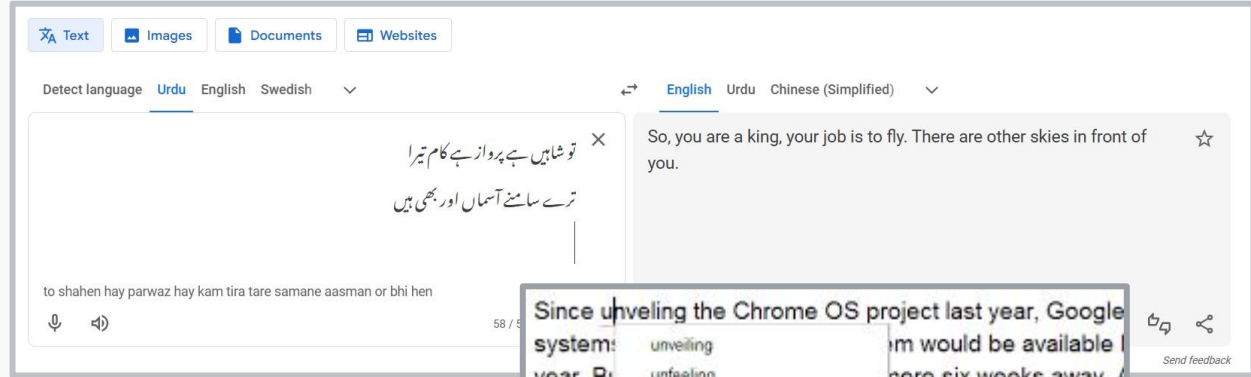 Text Images Documents Websites
Detect language Urdu English Swedish English Urdu Chinese (Simplified)
تو شاہیں ہے پرواز ہے کام تیرا
ترے سامنے آسماں اور بھی ہیں
So, you are a king, your job is to fly. There are other skies in front of
you.
to shahen hay parwaz hay kam tira tare samane aasman or bhi hen
58 / 5
Send feedback
Since unveling the Chrome OS project last year, Google
systems
unveiling
m would be available
year.
unfeeling
more six weeks away.